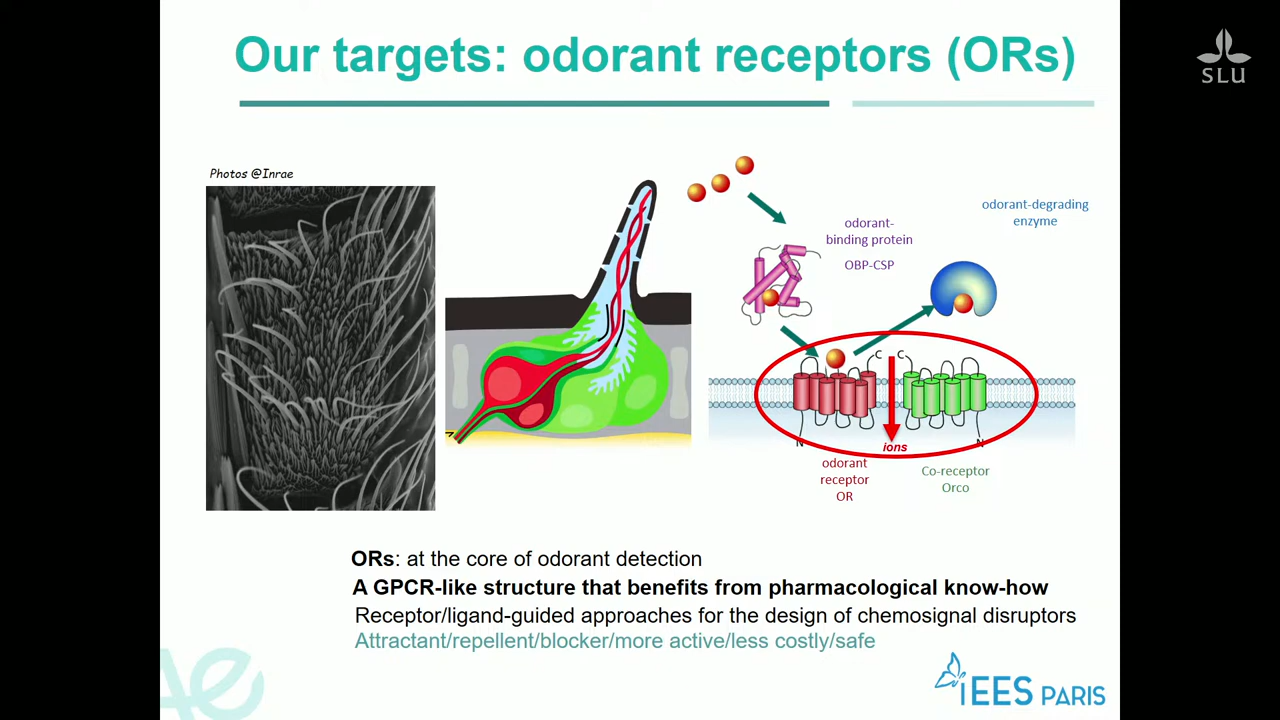 Our targets: odorant receptors (ORs)
SLU
Photos @Inrae
odorant-degrading
enzyme
odorant-
binding protein
OBP-CSP
C
C
N
N
ions
odorant
receptor
OR
Co-receptor
Orco
ORs: at the core of odorant detection
A GPCR-like structure that benefits from pharmacological know-how
Receptor/ligand-guided approaches for the design of chemosignal disruptors
Attractant/repellent/blocker/more active/less costly/safe
iEES PARIS